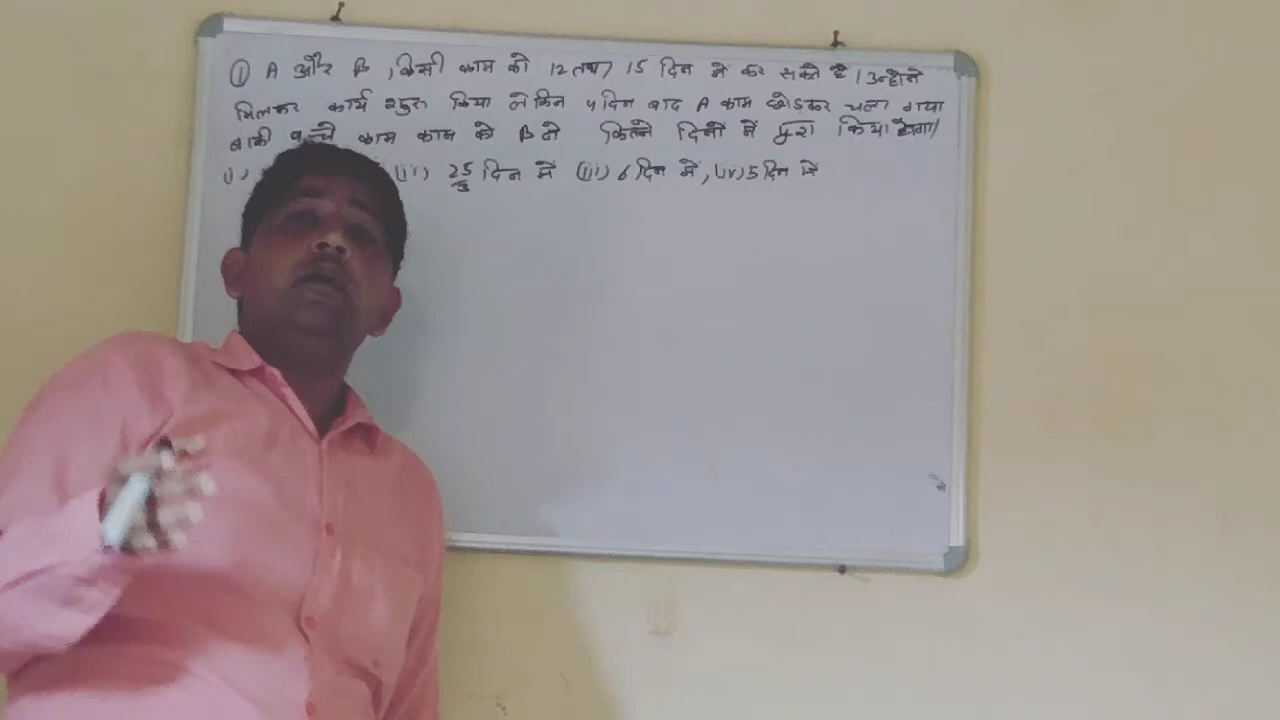 ① A और B, किसी काम को 12 तथा 15 दिन में कर सकते है। उन्होंने
मिलकर कार्य शुरू किया लेकिन 4 दिन बाद A काम छोड़कर चला गया
बाकी बच्चे काम काम को B ने कितने दिनों में पूरा किया होगा।
(i) (ii) 25/3 दिन में (iii) 6 दिन में, (iv) 5 दिन में